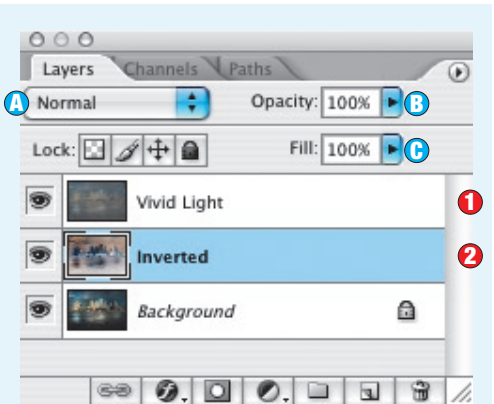 Layers Channels Paths
A Normal Opacity: 100% B
Lock: Fill: 100% C
Vivid Light 1
Inverted 2
Background